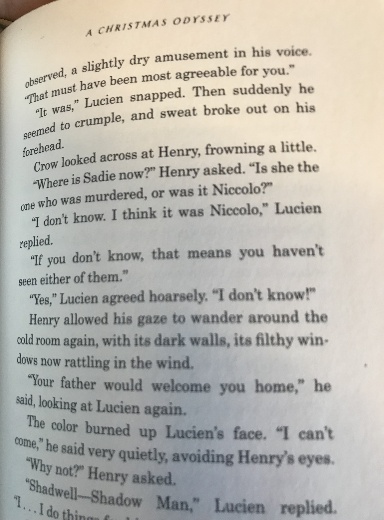 A CHRISTMAS ODYSSEY
observed, a slightly dry amusement in his voice.
“That must have been most agreeable for you.”
“It was,” Lucien snapped. Then suddenly he
seemed to crumple, and sweat broke out on his
forehead.
Crow looked across at Henry, frowning a little.
“Where is Sadie now?” Henry asked. “Is she the
one who was murdered, or was it Niccolo?”
“I don’t know. I think it was Niccolo,” Lucien
replied.
“If you don’t know, that means you haven’t
seen either of them.”
“Yes,” Lucien agreed hoarsely. “I don’t know!”
Henry allowed his gaze to wander around the
cold room again, with its dark walls, its filthy win-
dows now rattling in the wind.
“Your father would welcome you home,” he
said, looking at Lucien again.
The color burned up Lucien’s face. “I can’t
come,” he said very quietly, avoiding Henry’s eyes.
“Why not?” Henry asked.
“Shadwell—Shadow Man,” Lucien replied.
“I . . . I do things